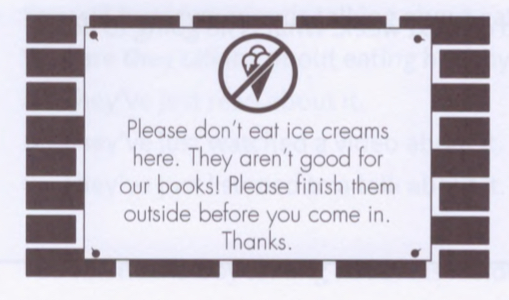 Please don't eat ice creams
here. They aren't good for
our books! Please finish them
outside before you come in.
Thanks.